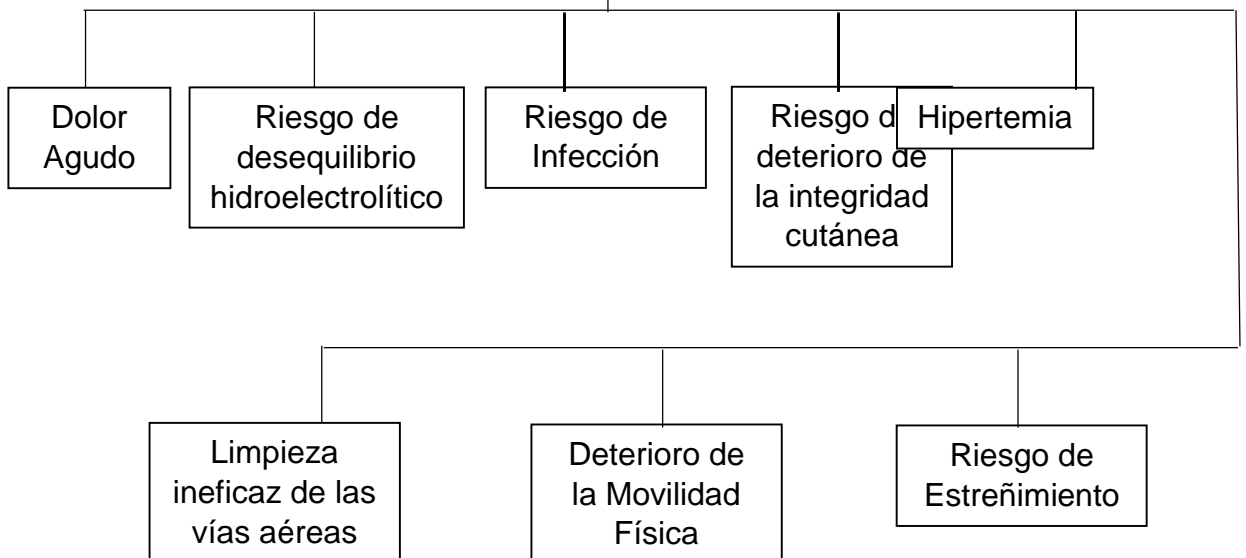 Dolor
Agudo
Riesgo de
desequilibrio
hidroelectrolítico
Riesgo de
Infección
Riesgo d
deterioro de
la integridad
cutánea
Hipertemia
Limpieza
ineficaz de las
vías aéreas
Deterioro de
la Movilidad
Física
Riesgo de
Estreñimiento